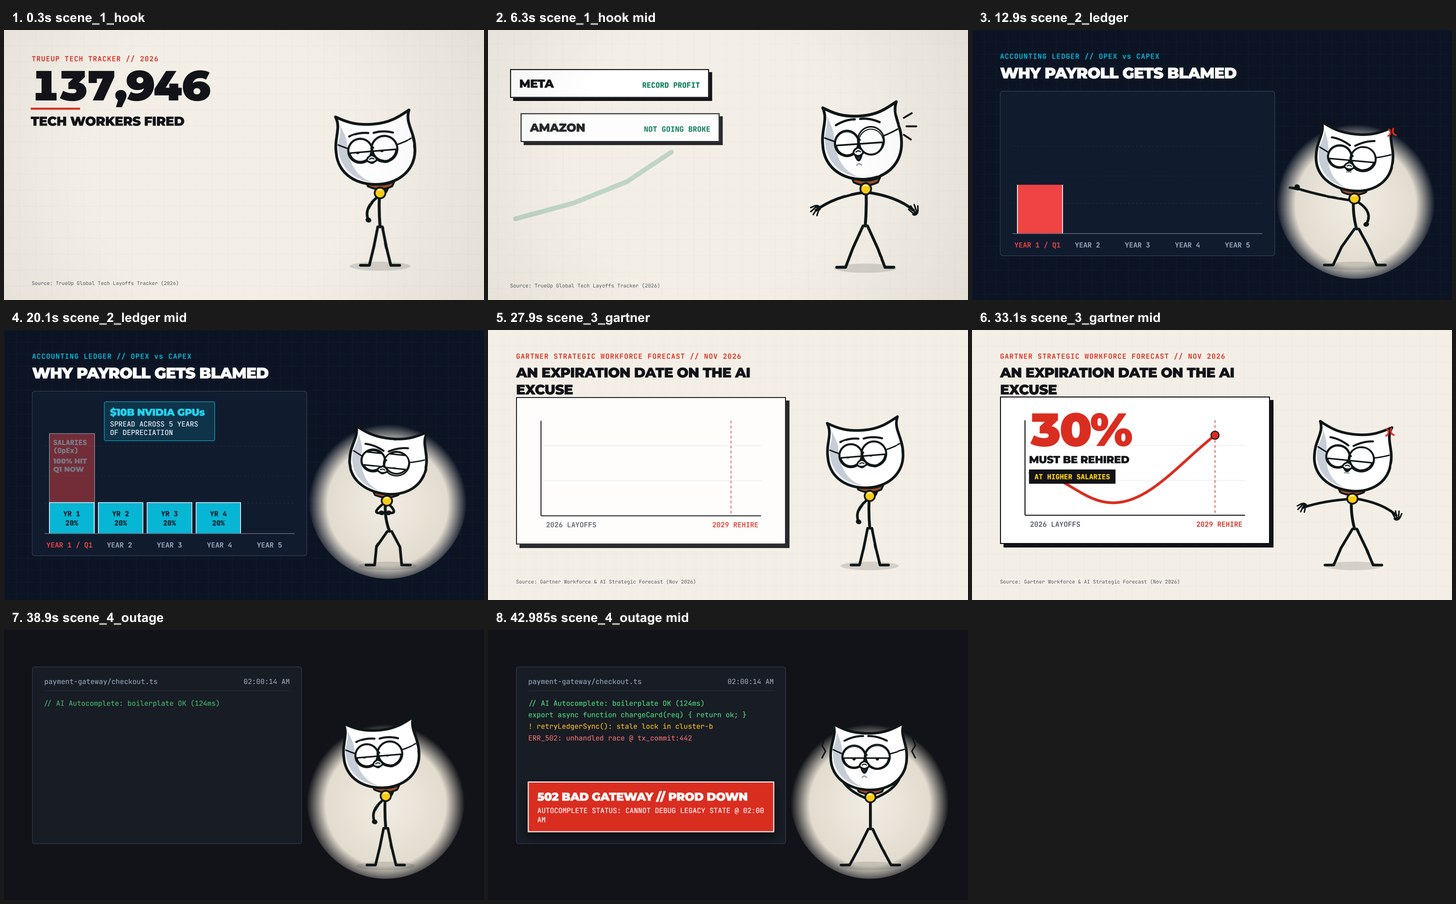 1. 0.3s scene_1_hook
TRUEUP TECH TRACKER // 2026
137,946
TECH WORKERS FIRED
Source: TrueUp Global Tech Layoffs Tracker (2026)
2. 6.3s scene_1_hook mid
META RECORD PROFIT
AMAZON NOT GOING BROKE
Source: TrueUp Global Tech Layoffs Tracker (2026)
3. 12.9s scene_2_ledger
ACCOUNTING LEDGER // OPEX vs CAPEX
WHY PAYROLL GETS BLAMED
YEAR 1 / Q1 YEAR 2 YEAR 3 YEAR 4 YEAR 5
4. 20.1s scene_2_ledger mid
ACCOUNTING LEDGER // OPEX vs CAPEX
WHY PAYROLL GETS BLAMED
$10B NVIDIA GPUs
SPREAD ACROSS 5 YEARS
OF DEPRECIATION
SALARIES
(OpEx)
100% HIT
Q1 NOW
YR 1 YR 2 YR 3 YR 4
20% 20% 20% 20%
YEAR 1 / Q1 YEAR 2 YEAR 3 YEAR 4 YEAR 5
5. 27.9s scene_3_gartner
GARTNER STRATEGIC WORKFORCE FORECAST // NOV 2026
AN EXPIRATION DATE ON THE AI
EXCUSE
2026 LAYOFFS 2029 REHIRE
Source: Gartner Workforce & AI Strategic Forecast (Nov 2026)
6. 33.1s scene_3_gartner mid
GARTNER STRATEGIC WORKFORCE FORECAST // NOV 2026
AN EXPIRATION DATE ON THE AI
EXCUSE
30%
MUST BE REHIRED
AT HIGHER SALARIES
2026 LAYOFFS 2029 REHIRE
Source: Gartner Workforce & AI Strategic Forecast (Nov 2026)
7. 38.9s scene_4_outage
payment-gateway/checkout.ts 02:00:14 AM
// AI Autocomplete: boilerplate OK (124ms)
8. 42.985s scene_4_outage mid
payment-gateway/checkout.ts 02:00:14 AM
// AI Autocomplete: boilerplate OK (124ms)
export async function chargeCard(req) { return ok; }
! retryLedgerSync(): stale lock in cluster-b
ERR_502: unhandled race @ tx_commit:442
502 BAD GATEWAY // PROD DOWN
AUTOCOMPLETE STATUS: CANNOT DEBUG LEGACY STATE @ 02:00
AM